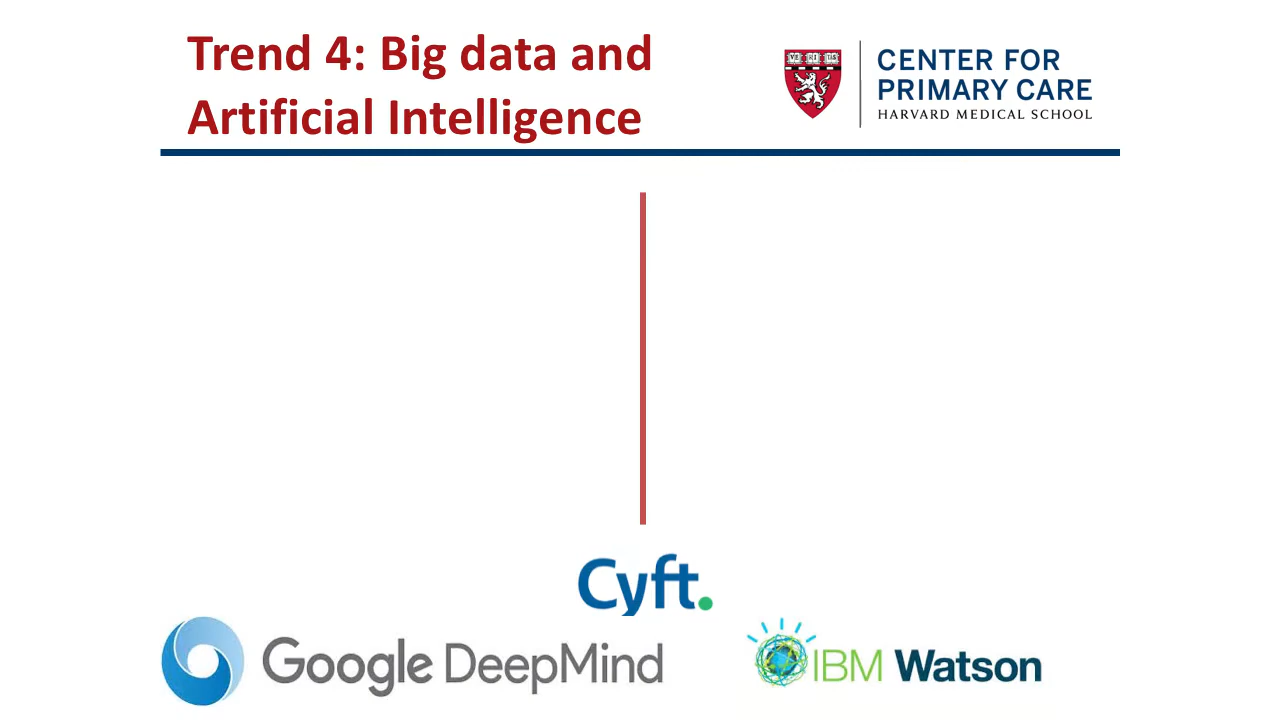 Trend 4: Big data and
Artificial Intelligence
CENTER FOR
PRIMARY CARE
HARVARD MEDICAL SCHOOL
Cyft.
Google DeepMind
IBM Watson